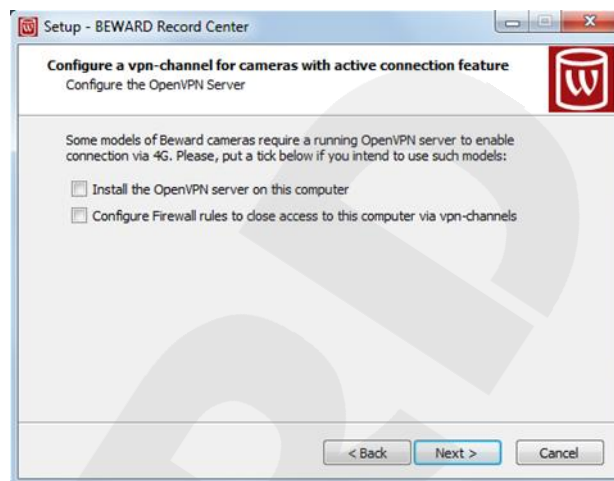 Setup - BEWARD Record Center
Configure a vpn-channel for cameras with active connection feature
Configure the OpenVPN Server
W
Some models of Beward cameras require a running OpenVPN server to enable
connection via 4G. Please, put a tick below if you intend to use such models:
Install the OpenVPN server on this computer
Configure Firewall rules to close access to this computer via vpn-channels
< Back
Next >
Cancel